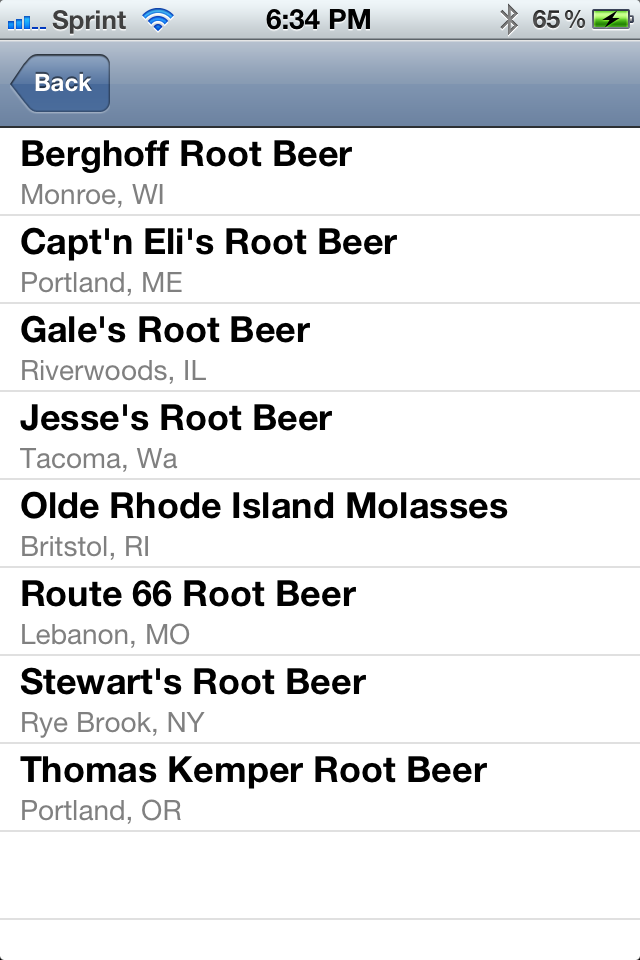 Sprint 6:34 PM 65%
Back
Berghoff Root Beer
Monroe, WI
Capt'n Eli's Root Beer
Portland, ME
Gale's Root Beer
Riverwoods, IL
Jesse's Root Beer
Tacoma, Wa
Olde Rhode Island Molasses
Britstol, RI
Route 66 Root Beer
Lebanon, MO
Stewart's Root Beer
Rye Brook, NY
Thomas Kemper Root Beer
Portland, OR